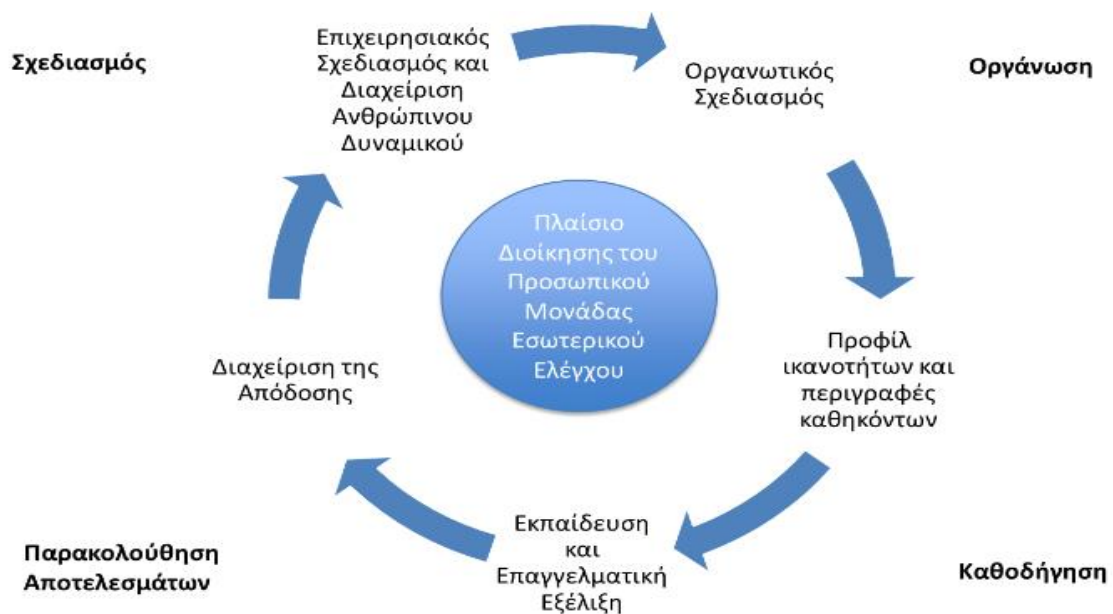 Σχεδιασμός
Επιχειρησιακός
Σχεδιασμός και
Διαχείριση
Ανθρώπινου
Δυναμικού
Οργανωτικός
Σχεδιασμός
Οργάνωση
Πλαίσιο
Διοίκησης του
Προσωπικού
Μονάδας
Εσωτερικού
Ελέγχου
Προφίλ
ικανοτήτων και
περιγραφές
καθηκόντων
Διαχείριση της
Απόδοσης
Εκπαίδευση
και
Επαγγελματική
Εξέλιξη
Παρακολούθηση
Αποτελεσμάτων
Καθοδήγηση